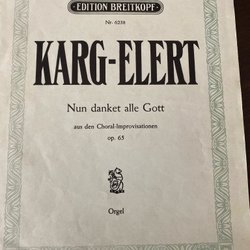 EDITION BREITKOPF
Nr. 6238
KARG-ELERT
Nun danket alle Gott
aus den Choral-Improvisationen
op. 65
Orgel